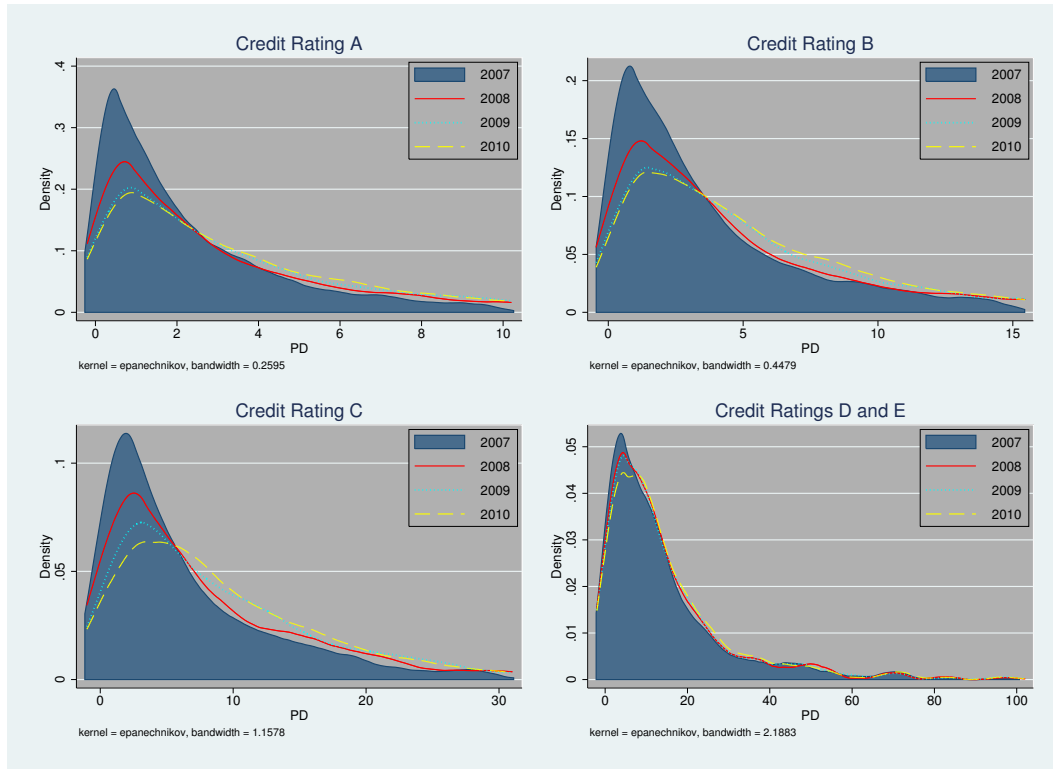 Credit Rating A
.4
.3
.2
.1
0
Density
0 2 4 6 8 10
PD
2007
2008
2009
2010
kernel = epanechnikov, bandwidth = 0.2595
Credit Rating B
.2
.15
.1
.05
0
Density
0 5 10 15
PD
2007
2008
2009
2010
kernel = epanechnikov, bandwidth = 0.4479
Credit Rating C
.1
.05
0
Density
0 10 20 30
PD
2007
2008
2009
2010
kernel = epanechnikov, bandwidth = 1.1578
Credit Ratings D and E
.05
.04
.03
.02
.01
0
Density
0 20 40 60 80 100
PD
2007
2008
2009
2010
kernel = epanechnikov, bandwidth = 2.1883